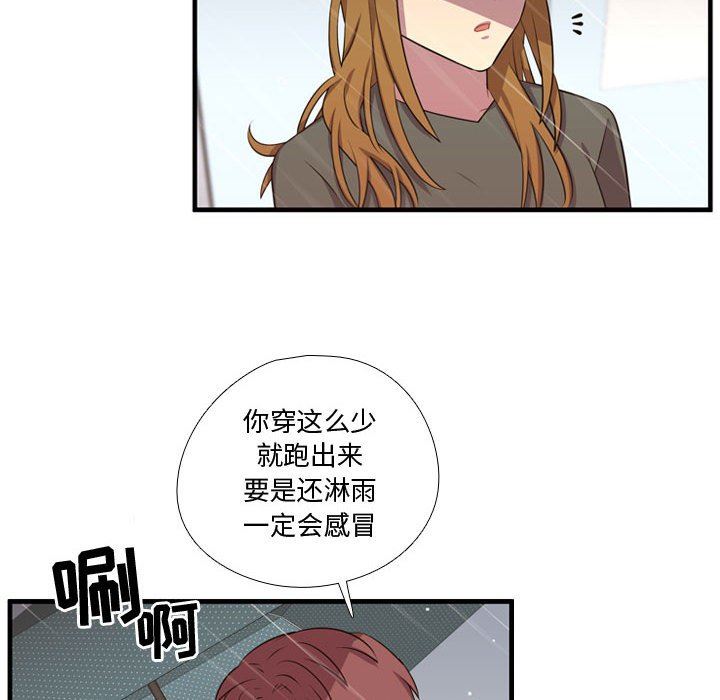 你穿这么少
就跑出来
要是还淋雨
一定会感冒
唰
啊